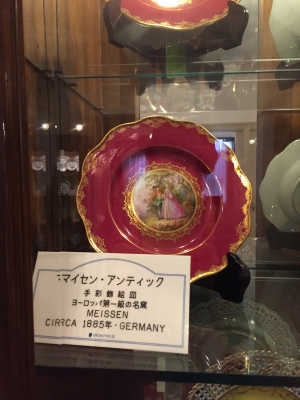 マイセン・アンティック
手彩飾絵皿
ヨーロッパ第一級の名窯
MEISSEN
CIRRCA 1885年・GERMANY